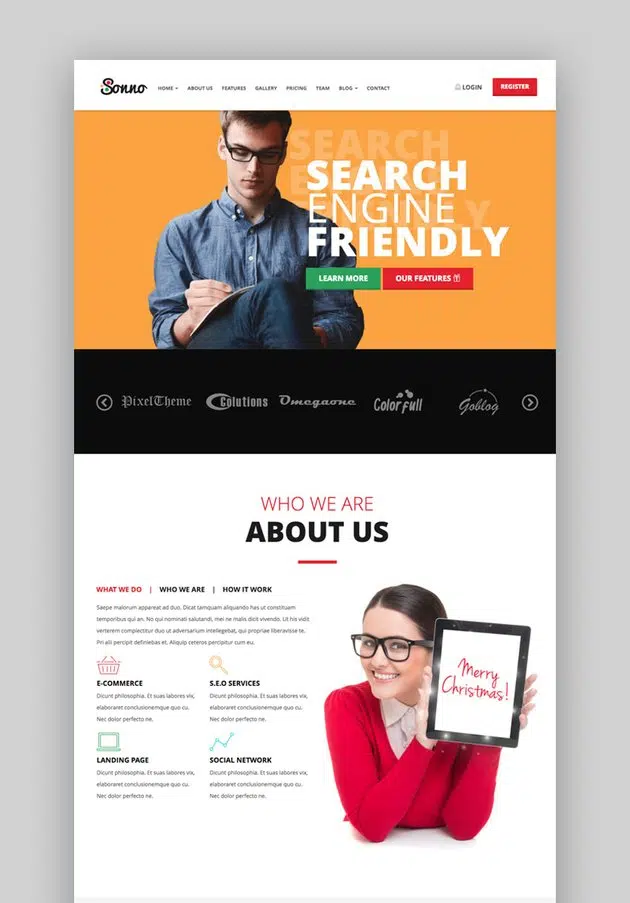 Sonno
HOME ABOUT US FEATURES GALLERY PRICING TEAM BLOG CONTACT
LOGIN REGISTER
SEARCH
ENGINE
FRIENDLY
SEARCH
ENGINE
FRIENDLY
LEARN MORE OUR FEATURES
PixelTheme Colutions Omegaone Colorfull Goblog
WHO WE ARE
ABOUT US
WHAT WE DO | WHO WE ARE | HOW IT WORK
Saepe malorum appareat ad duo. Dicat tamquam aliquando has ut constituam
temporibus qui an. No qui nominati salutandi, mei ne malis dicit vivendo. Ut his vidit
verterem complectitur duo ut adversarium intellegebat, qui propriae liberavisse te.
Pri alii percipit definiebas et. Aliquip ceteros percipitur cum eu.
E-COMMERCE
Dicunt philosophia. Et suas labores vix,
elaboraret conclusionemque quo cu.
Nec dolor perfecto ne.
S.E.O SERVICES
Dicunt philosophia. Et suas labores vix,
elaboraret conclusionemque quo cu.
Nec dolor perfecto ne.
LANDING PAGE
Dicunt philosophia. Et suas labores vix,
elaboraret conclusionemque quo cu.
Nec dolor perfecto ne.
SOCIAL NETWORK
Dicunt philosophia. Et suas labores vix,
elaboraret conclusionemque quo cu.
Nec dolor perfecto ne.
Merry
Christmas!